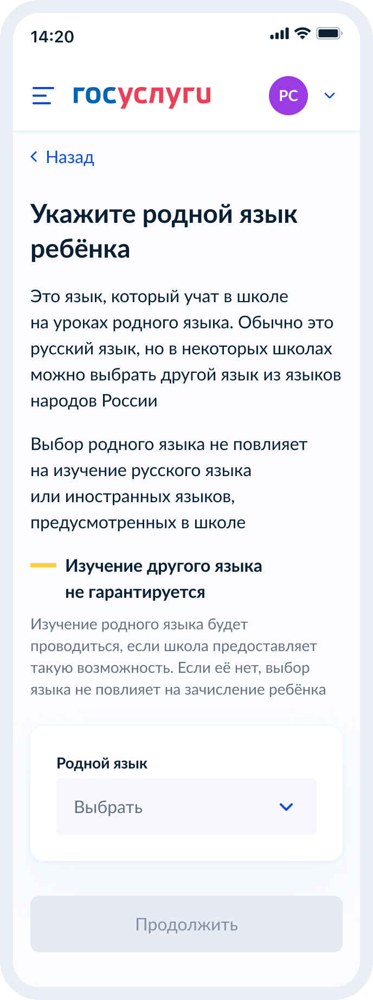 14:20
госуслуги
РС
Назад
Укажите родной язык
ребёнка
Это язык, который учат в школе
на уроках родного языка. Обычно это
русский язык, но в некоторых школах
можно выбрать другой язык из языков
народов России
Выбор родного языка не повлияет
на изучение русского языка
или иностранных языков,
предусмотренных в школе
Изучение другого языка
не гарантируется
Изучение родного языка будет
проводиться, если школа предоставляет
такую возможность. Если её нет, выбор
языка не повлияет на зачисление ребёнка
Родной язык
Выбрать
Продолжить